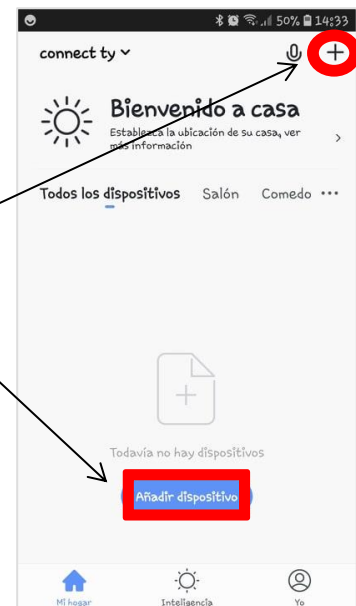 50% 14:33
connect ty
Bienvenido a casa
Establezca la ubicación de su casa, ver
más información
Todos los dispositivos Salón Comedo ...
Todavía no hay dispositivos
Añadir dispositivo
Mi hogar Inteligencia Yo